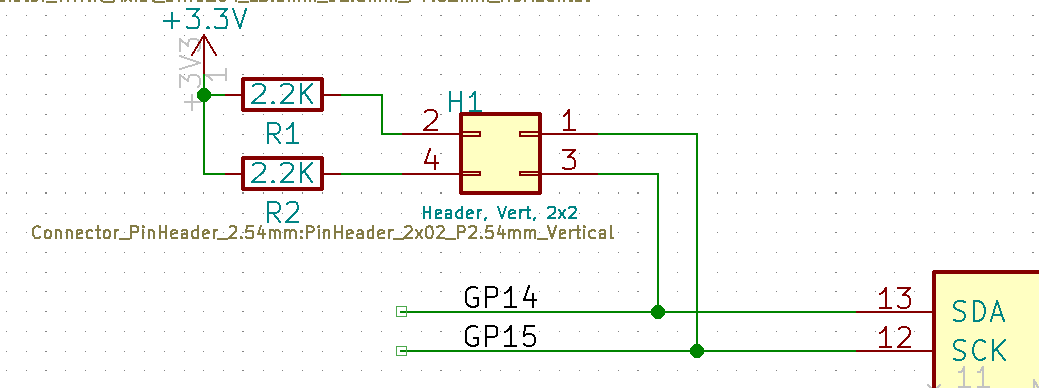 +3.3V
+3V3
1
2.2K
R1
H1
2
1
4
3
2.2K
R2
Header, Vert, 2x2
Connector_PinHeader_2.54mm:PinHeader_2x02_P2.54mm_Vertical
GP14
13
SDA
GP15
12
SCK
11